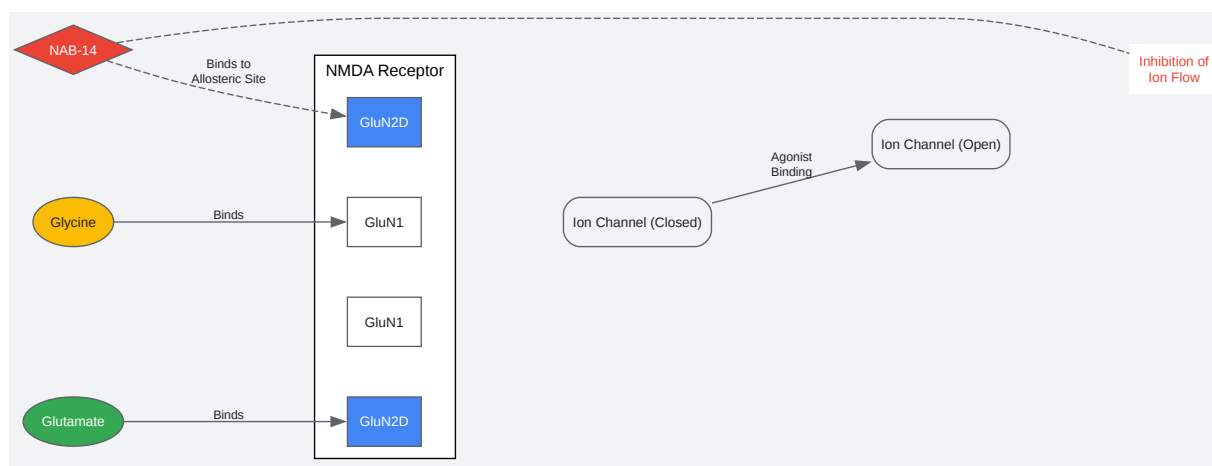 NAB-14
Binds to
Allosteric Site
NMDA Receptor
GluN2D
Inhibition of
Ion Flow
Agonist
Binding
Ion Channel (Open)
Glycine
Binds
GluN1
Ion Channel (Closed)
GluN1
Glutamate
Binds
GluN2D